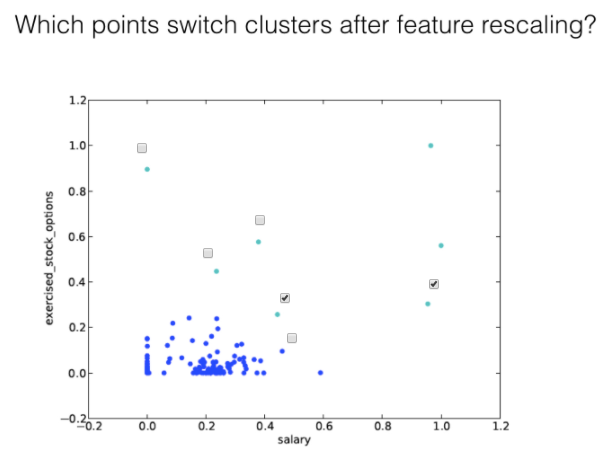 Which points switch clusters after feature rescaling?
1.2
1.0
0.8
0.6
0.4
0.2
0.0
−0.2
exercised_stock_options
−0.2 0.0 0.2 0.4 0.6 0.8 1.0 1.2
salary